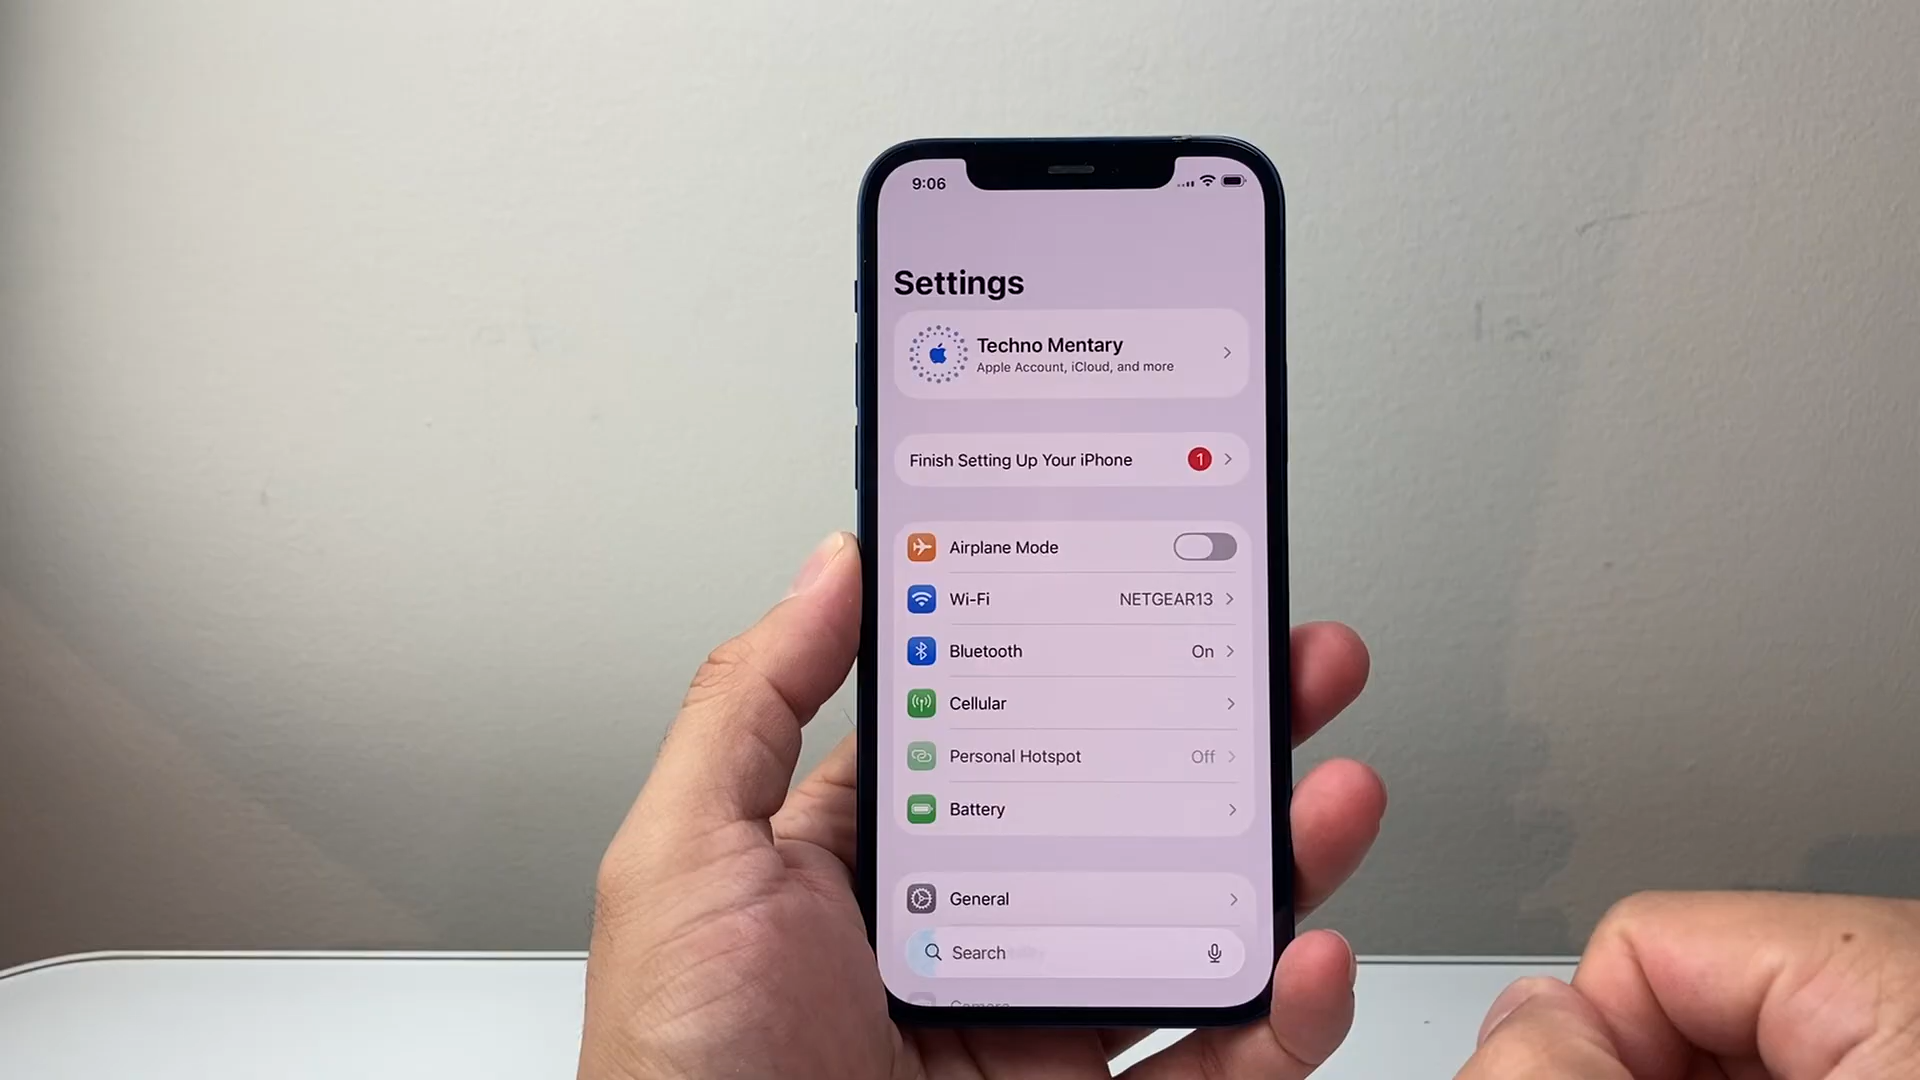 9:06
Settings
Techno Mentary
Apple Account, iCloud, and more
Finish Setting Up Your iPhone 1
Airplane Mode
Wi-Fi NETGEAR13
Bluetooth On
Cellular
Personal Hotspot Off
Battery
General
Search
Camera